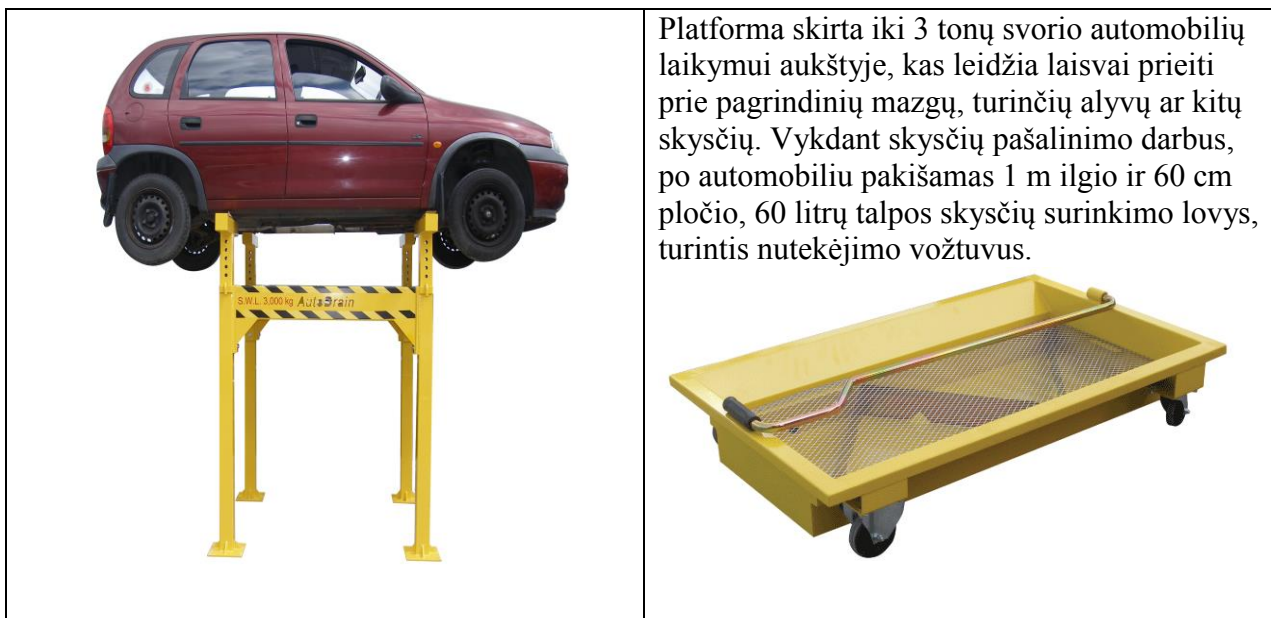 Platforma skirta iki 3 tonų svorio automobilių
laikymui aukštyje, kas leidžia laisvai prieiti
prie pagrindinių mazgų, turinčių alyvų ar kitų
skysčių. Vykdant skysčių pašalinimo darbus,
po automobiliu pakišamas 1 m ilgio ir 60 cm
pločio, 60 litrų talpos skysčių surinkimo lovys,
turintis nutekėjimo vožtuvus.
S.W.L. 3,000 kg AutoDrain